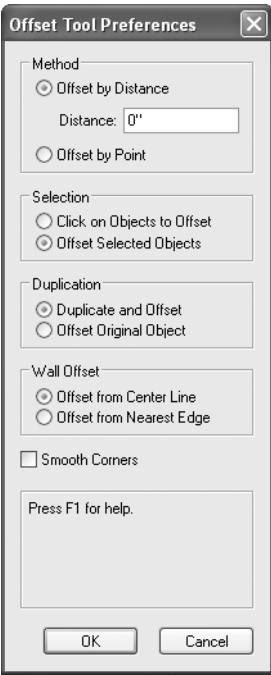 Offset Tool Preferences
Method
Offset by Distance
Distance: 0"
Offset by Point
Selection
Click on Objects to Offset
Offset Selected Objects
Duplication
Duplicate and Offset
Offset Original Object
Wall Offset
Offset from Center Line
Offset from Nearest Edge
Smooth Corners
Press F1 for help.
OK Cancel